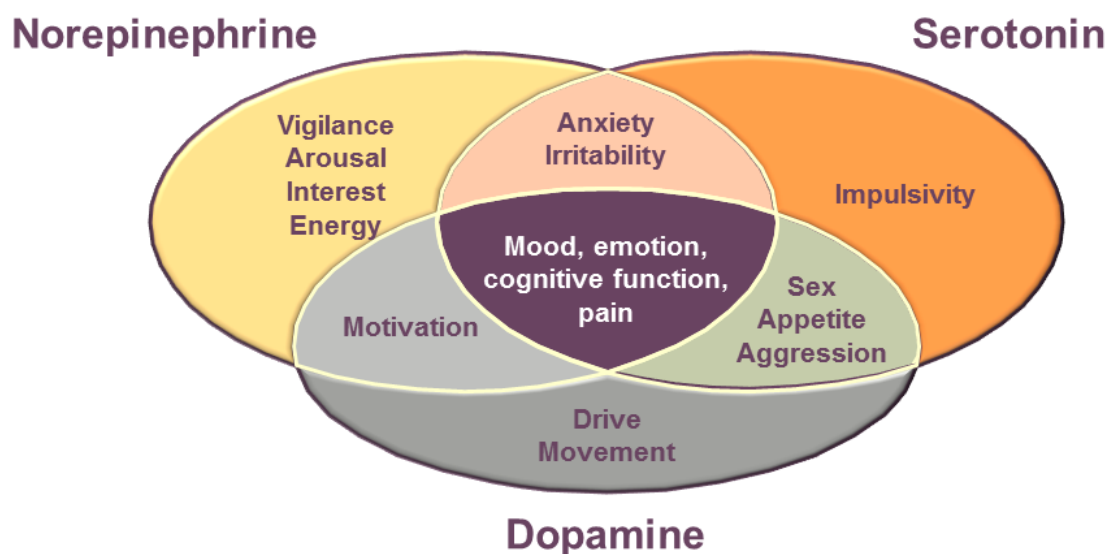 Norepinephrine
Serotonin
Vigilance
Arousal
Interest
Energy
Anxiety
Irritability
Impulsivity
Mood, emotion,
cognitive function,
pain
Motivation
Sex
Appetite
Aggression
Drive
Movement
Dopamine